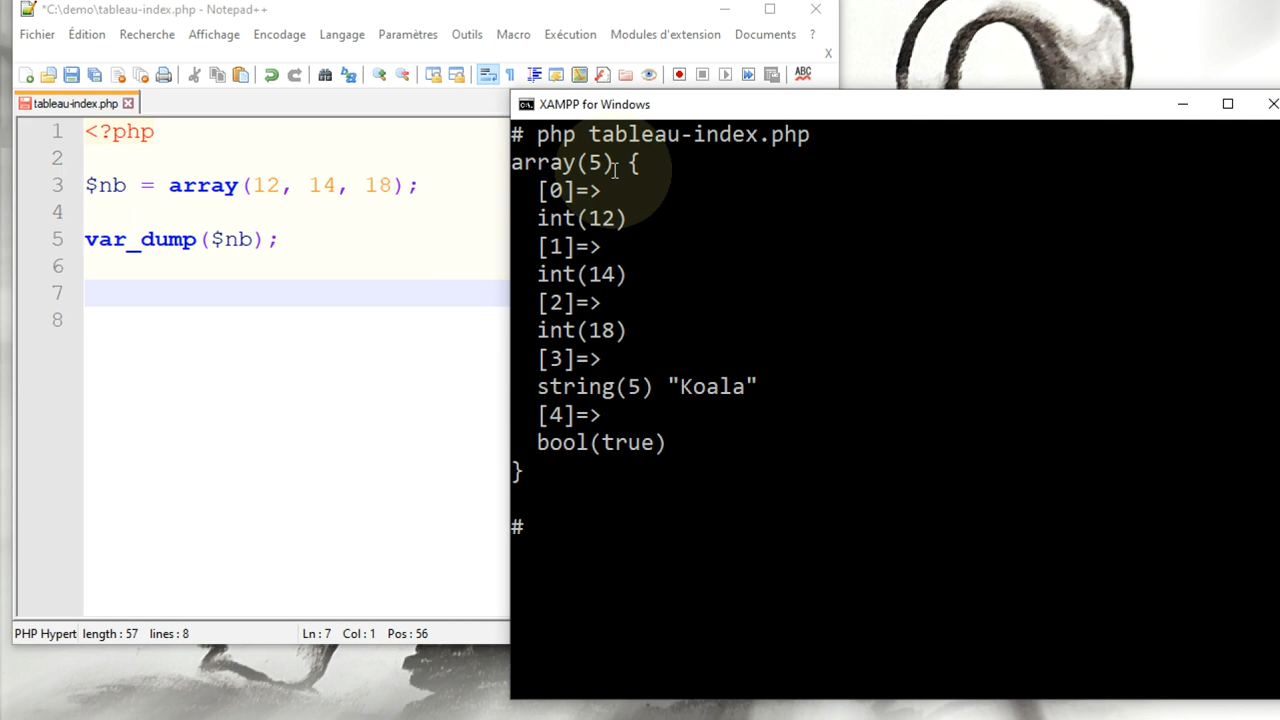 *C:\demo\tableau-index.php - Notepad++
Fichier Édition Recherche Affichage Encodage Langage Paramètres Outils Macro Exécution Modules d'extension Documents ?
X
ABC
tableau-index.php
1 <?php
2
3 $nb = array(12, 14, 18);
4
5 var_dump($nb);
6
7
8
PHP Hypert length : 57 lines : 8 Ln : 7 Col : 1 Pos : 56
XAMPP for Windows
# php tableau-index.php
array(5) {
[0]=>
int(12)
[1]=>
int(14)
[2]=>
int(18)
[3]=>
string(5) "Koala"
[4]=>
bool(true)
}
#